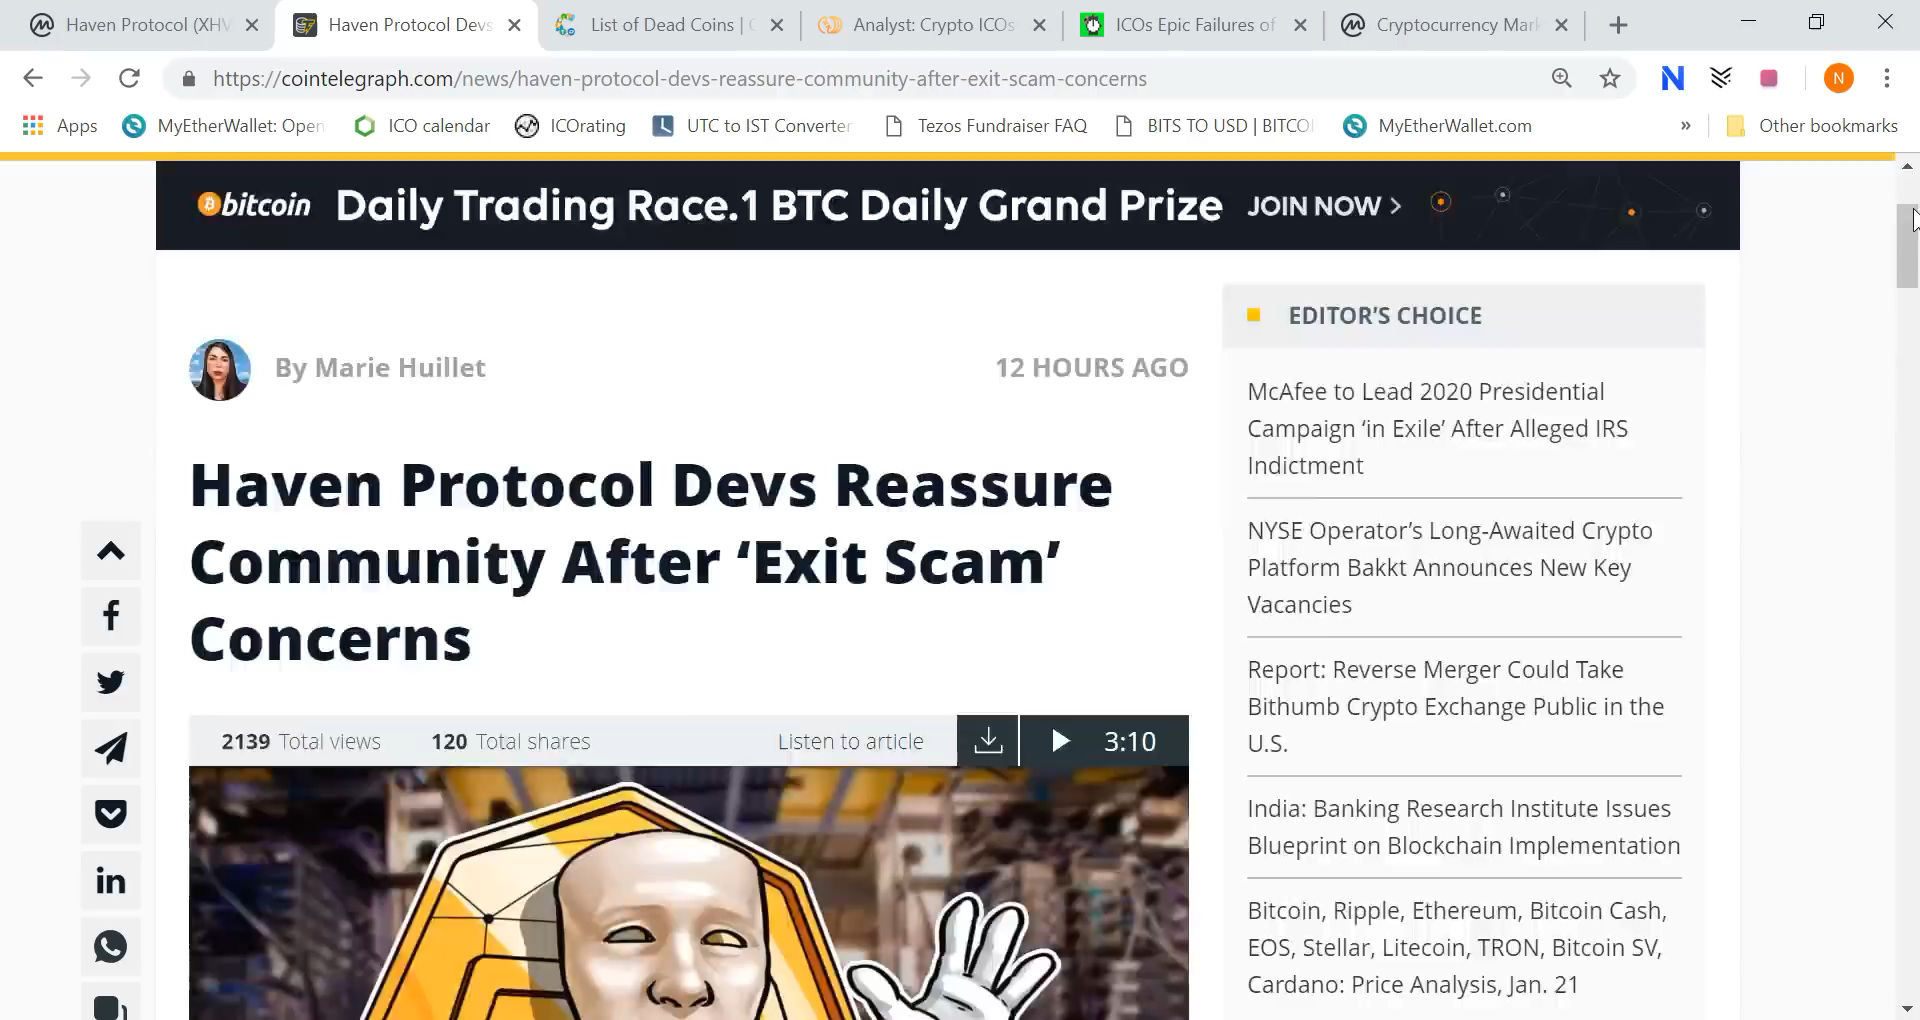 Haven Protocol (XHV
Haven Protocol Devs
List of Dead Coins |
Analyst: Crypto ICOs
ICOs Epic Failures of
Cryptocurrency Mark
https://cointelegraph.com/news/haven-protocol-devs-reassure-community-after-exit-scam-concerns
N
N
Apps
MyEtherWallet: Open
ICO calendar
ICOrating
UTC to IST Converter
Tezos Fundraiser FAQ
BITS TO USD | BITCOI
MyEtherWallet.com
»
Other bookmarks
bitcoin Daily Trading Race.1 BTC Daily Grand Prize JOIN NOW >
By Marie Huillet
12 HOURS AGO
Haven Protocol Devs Reassure
Community After ‘Exit Scam’
Concerns
2139 Total views
120 Total shares
Listen to article
3:10
EDITOR’S CHOICE
McAfee to Lead 2020 Presidential
Campaign ‘in Exile’ After Alleged IRS
Indictment
NYSE Operator’s Long-Awaited Crypto
Platform Bakkt Announces New Key
Vacancies
Report: Reverse Merger Could Take
Bithumb Crypto Exchange Public in the
U.S.
India: Banking Research Institute Issues
Blueprint on Blockchain Implementation
Bitcoin, Ripple, Ethereum, Bitcoin Cash,
EOS, Stellar, Litecoin, TRON, Bitcoin SV,
Cardano: Price Analysis, Jan. 21